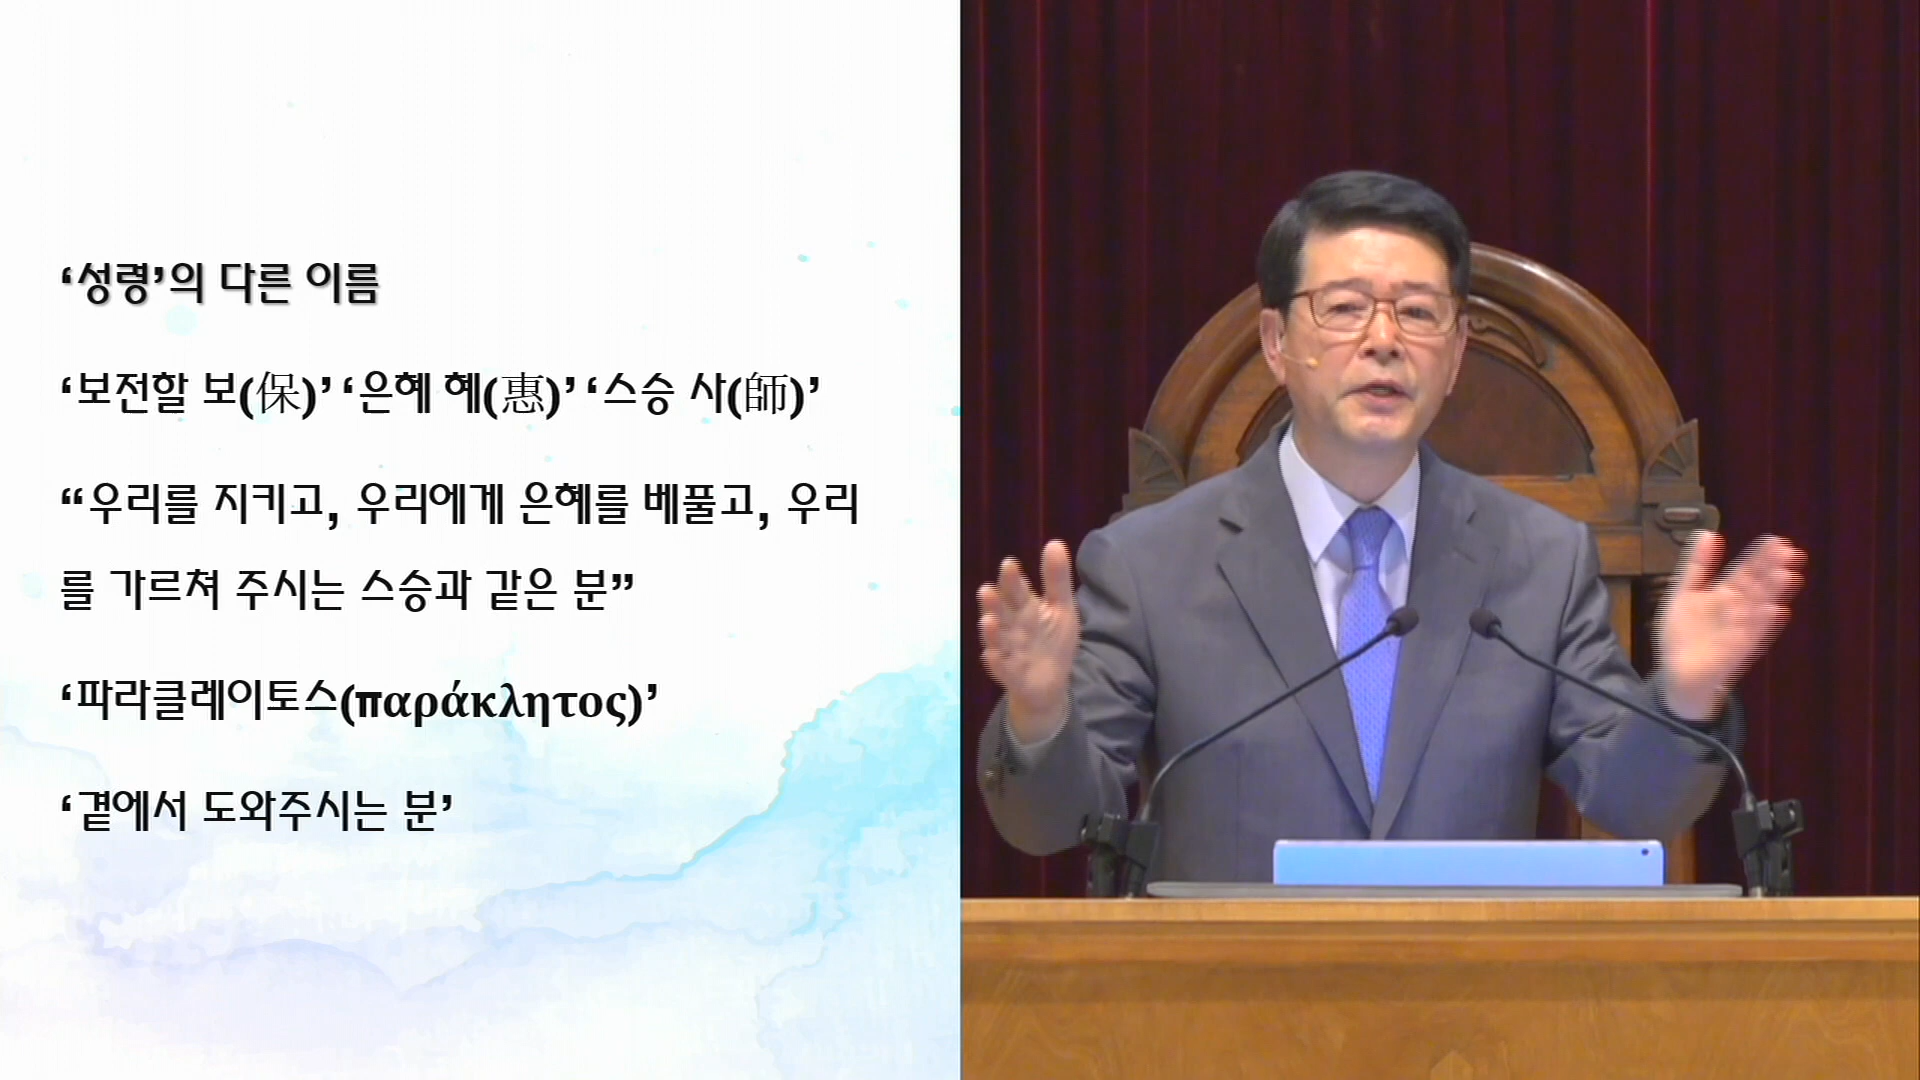 ‘성령’의 다른 이름
‘보전할 보(保)’ ‘은혜 혜(惠)’ ‘스승 사(師)’
“우리를 지키고, 우리에게 은혜를 베풀고, 우리
를 가르쳐 주시는 스승과 같은 분”
‘파라클레이토스(παράκλητος)’
‘곁에서 도와주시는 분’